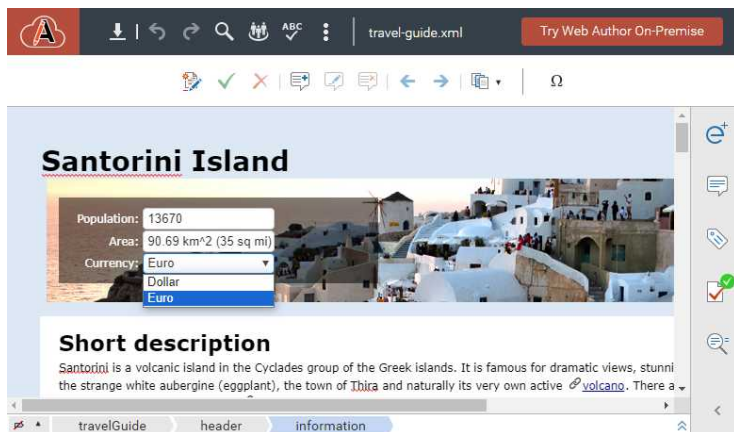 ABC
travel-guide.xml
Try Web Author On-Premise
Ω
Santorini Island
Population: 13670
Area: 90.69 km^2 (35 sq mi)
Currency: Euro
Dollar
Euro
Short description
Santorini is a volcanic island in the Cyclades group of the Greek islands. It is famous for dramatic views, stunni
the strange white aubergine (eggplant), the town of Thira and naturally its very own active volcano. There a
travelGuide header information